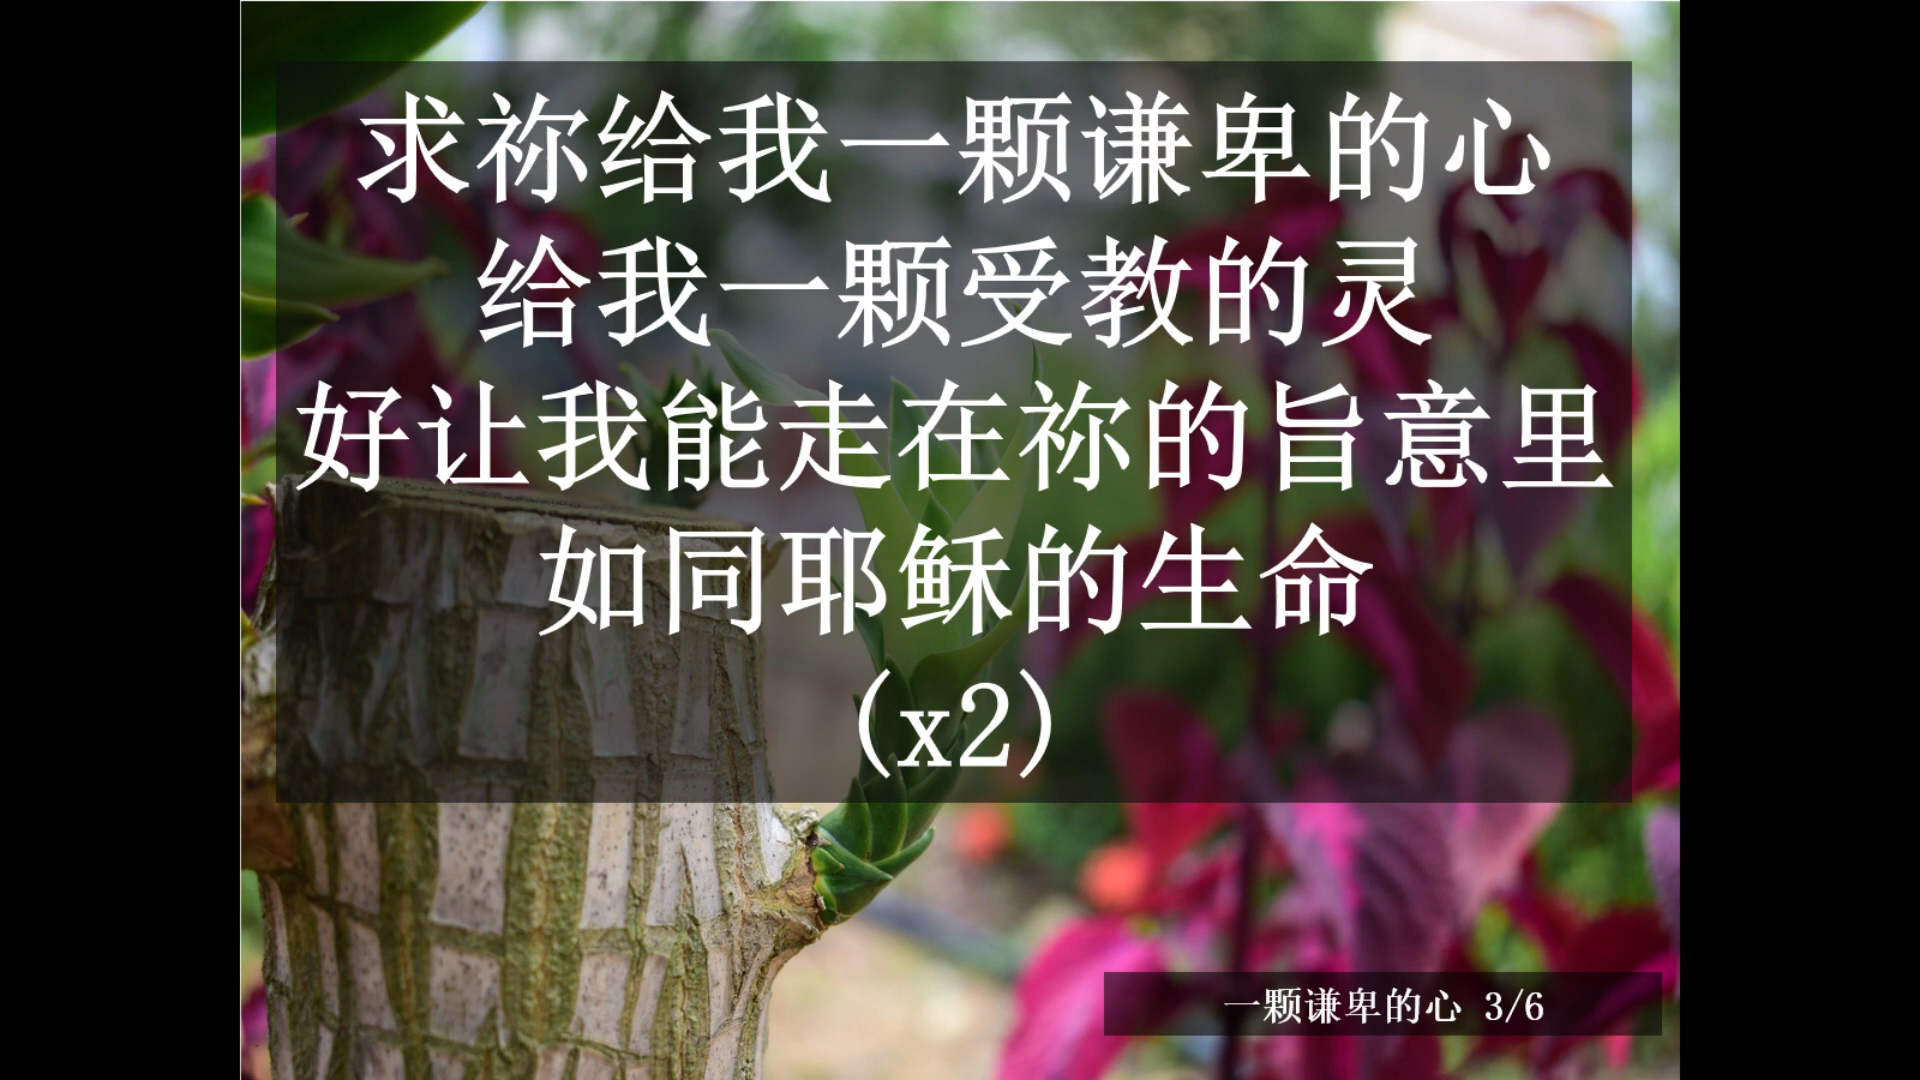 求祢给我一颗谦卑的心
给我一颗受教的灵
好让我能走在祢的旨意里
如同耶稣的生命
(x2)
一颗谦卑的心 3/6